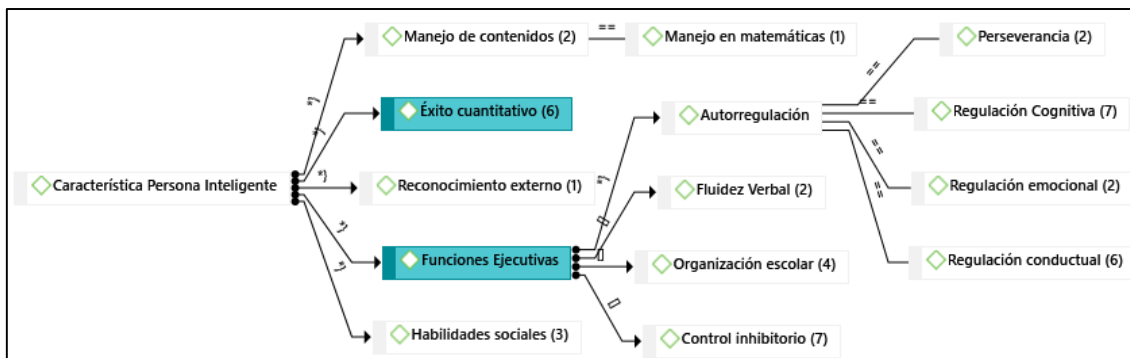 Manejo de contenidos (2)
==
Manejo en matemáticas (1)
Perseverancia (2)
*}
==
Éxito cuantitativo (6)
Autorregulación
==
Regulación Cognitiva (7)
*}
*}
==
Característica Persona Inteligente
*}
Reconocimiento externo (1)
Fluidez Verbal (2)
Regulación emocional (2)
[]
==
*}
Funciones Ejecutivas
[]
Organización escolar (4)
Regulación conductual (6)
*}
[]
Habilidades sociales (3)
Control inhibitorio (7)